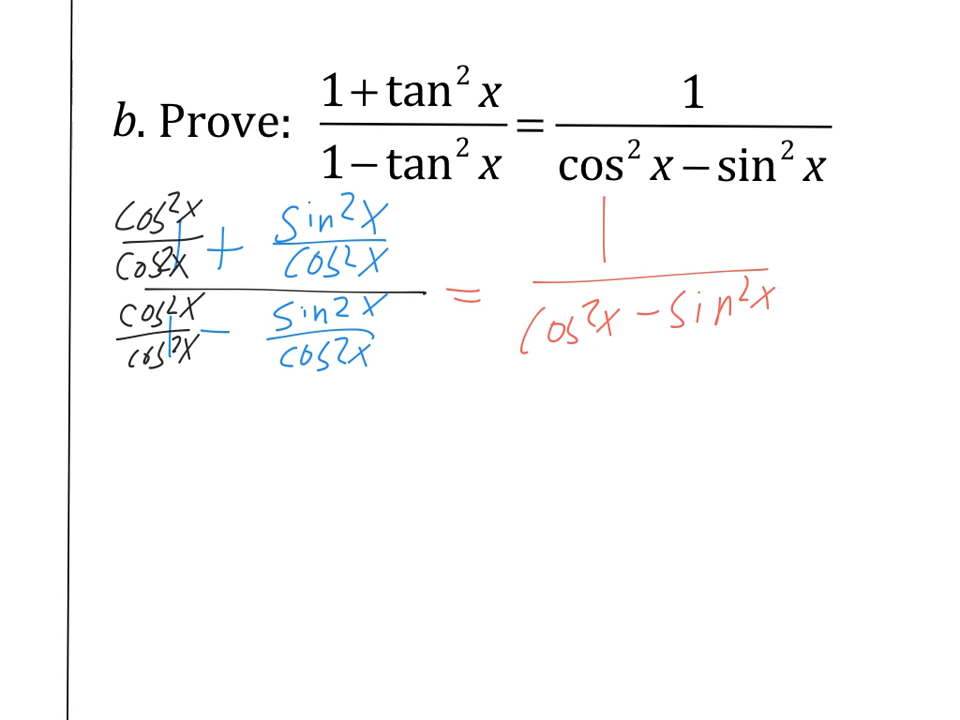 b. Prove: (1 + tan² x)/(1 − tan² x) = 1/(cos² x − sin² x)
cos²x/cos²x + sin²x/cos²x
1
cos²x/cos²x − sin2x/cos2x = cos²x − sin²x